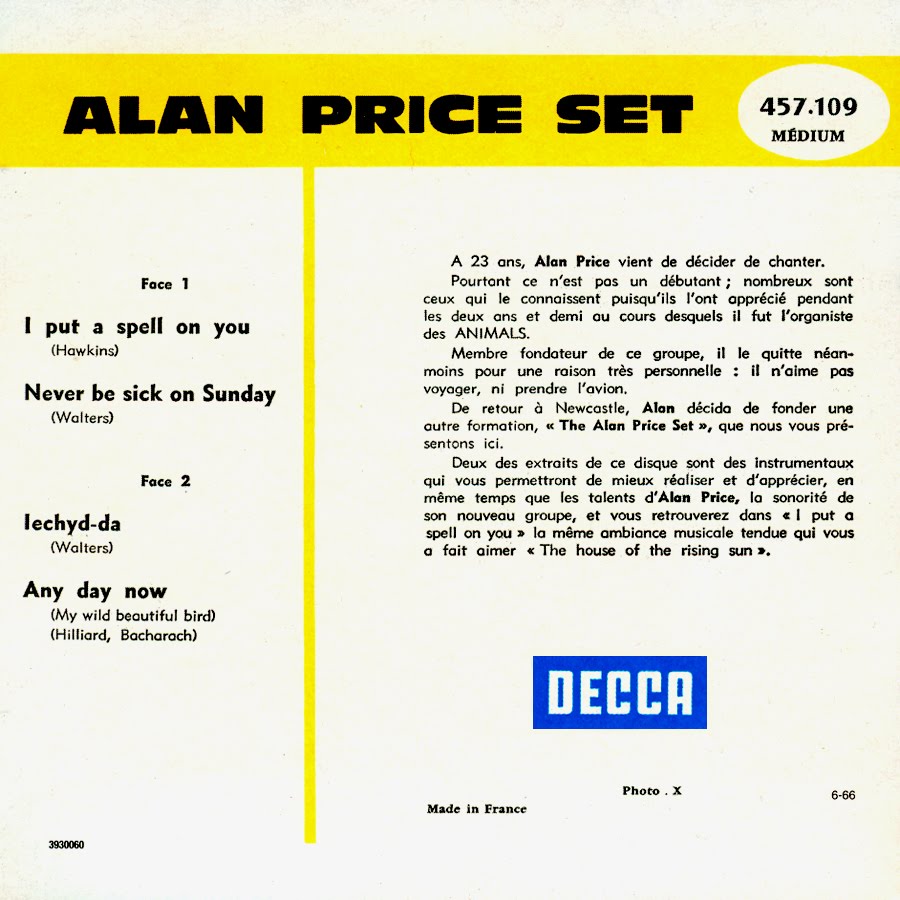 ALAN PRICE SET
457.109
MÉDIUM
Face 1
I put a spell on you
(Hawkins)
Never be sick on Sunday
(Walters)
Face 2
Iechyd-da
(Walters)
Any day now
(My wild beautiful bird)
(Hilliard, Bacharach)
A 23 ans, Alan Price vient de décider de chanter.
Pourtant ce n'est pas un débutant ; nombreux sont
ceux qui le connaissent puisqu'ils l'ont apprécié pendant
les deux ans et demi au cours desquels il fut l'organiste
des ANIMALS.
Membre fondateur de ce groupe, il le quitte néan-
moins pour une raison très personnelle : il n'aime pas
voyager, ni prendre l'avion.
De retour à Newcastle, Alan décida de fonder une
autre formation, « The Alan Price Set », que nous vous pré-
sentons ici.
Deux des extraits de ce disque sont des instrumentaux
qui vous permettront de mieux réaliser et d'apprécier, en
même temps que les talents d'Alan Price, la sonorité de
son nouveau groupe, et vous retrouverez dans « I put a
spell on you » la même ambiance musicale tendue qui vous
a fait aimer « The house of the rising sun ».
DECCA
Photo . X
6-66
Made in France
3930060